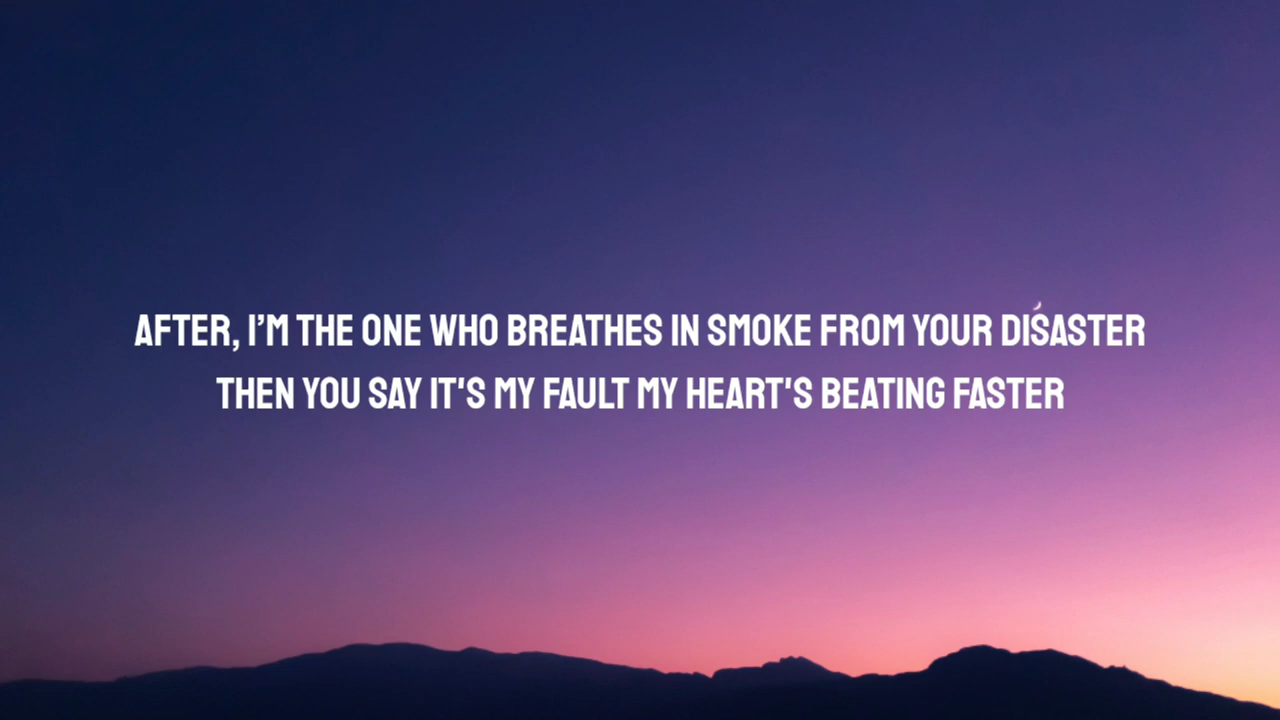 AFTER, I’M THE ONE WHO BREATHES IN SMOKE FROM YOUR DISASTER
THEN YOU SAY IT'S MY FAULT MY HEART'S BEATING FASTER